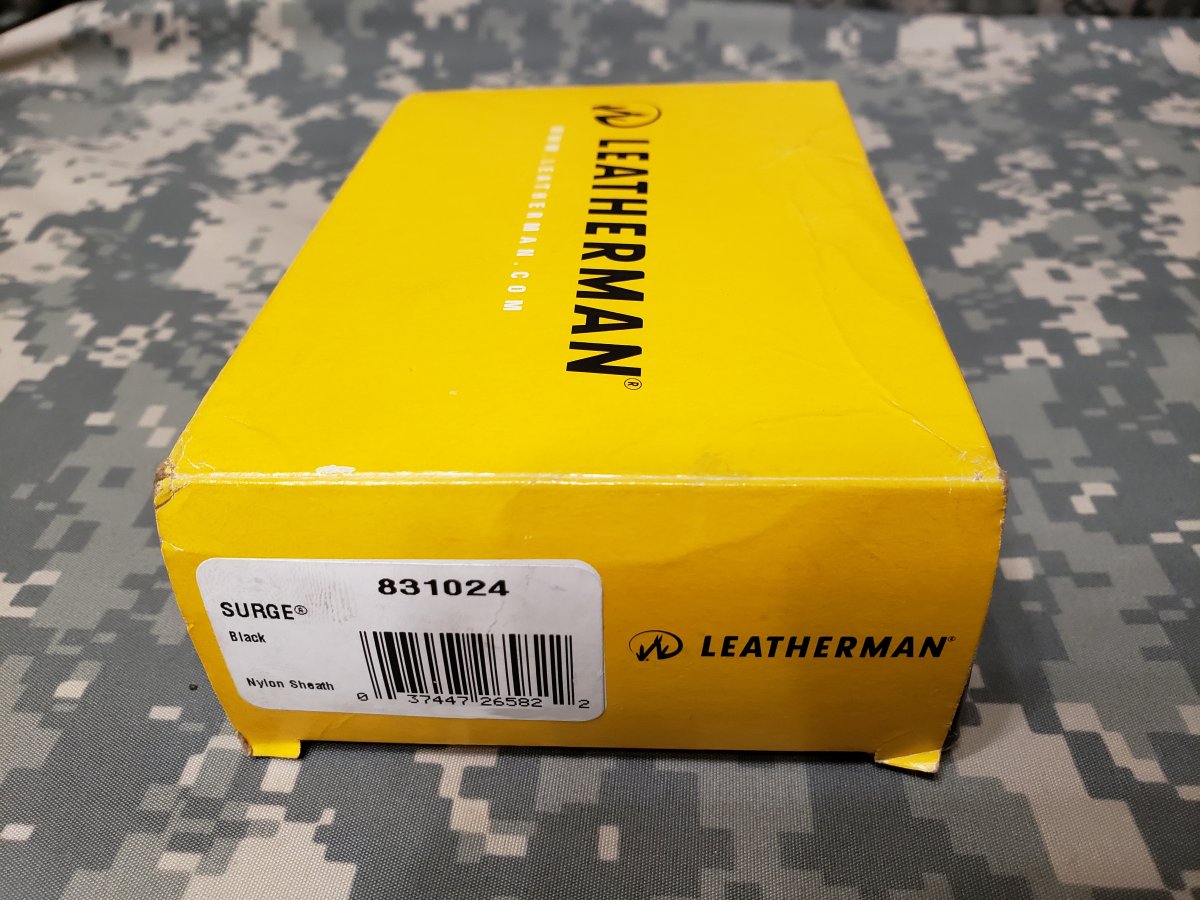 LEATHERMAN®
WWW.LEATHERMAN.COM
831024
SURGE®
Black
Nylon Sheath
0 37447 26582 2
LEATHERMAN®